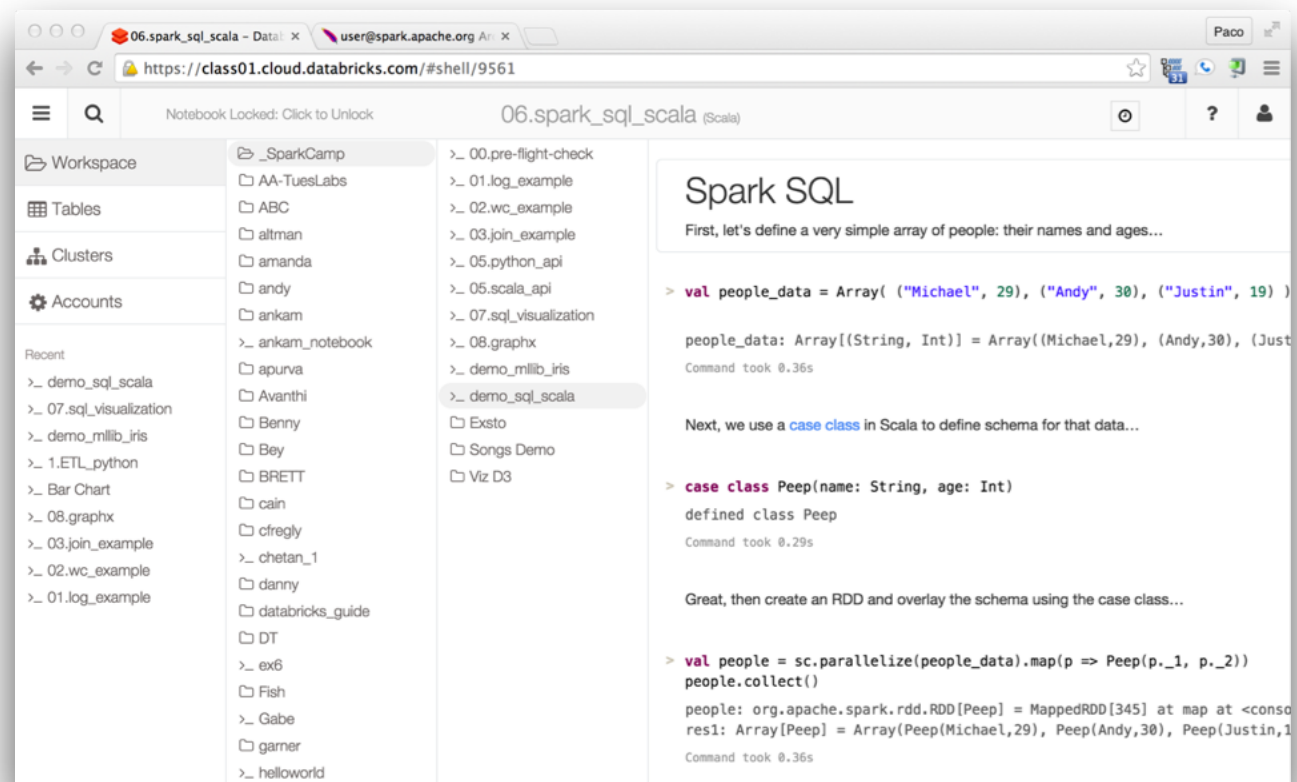 06.spark_sql_scala – Datab
user@spark.apache.org Arc
Paco
https://class01.cloud.databricks.com/#shell/9561
31
Notebook Locked: Click to Unlock
06.spark_sql_scala (Scala)
?
Workspace
Tables
Clusters
Accounts
Recent
>_ demo_sql_scala
>_ 07.sql_visualization
>_ demo_mllib_iris
>_ 1.ETL_python
>_ Bar Chart
>_ 08.graphx
>_ 03.join_example
>_ 02.wc_example
>_ 01.log_example
_SparkCamp
AA-TuesLabs
ABC
altman
amanda
andy
ankam
>_ ankam_notebook
apurva
Avanthi
Benny
Bey
BRETT
cain
cfregly
>_ chetan_1
danny
databricks_guide
DT
>_ ex6
Fish
>_ Gabe
garner
>_ helloworld
>_ 00.pre-flight-check
>_ 01.log_example
>_ 02.wc_example
>_ 03.join_example
>_ 05.python_api
>_ 05.scala_api
>_ 07.sql_visualization
>_ 08.graphx
>_ demo_mllib_iris
>_ demo_sql_scala
Exsto
Songs Demo
Viz D3
Spark SQL
First, let's define a very simple array of people: their names and ages…
> val people_data = Array( ("Michael", 29), ("Andy", 30), ("Justin", 19) )
people_data: Array[(String, Int)] = Array((Michael,29), (Andy,30), (Just
Command took 0.36s
Next, we use a case class in Scala to define schema for that data…
> case class Peep(name: String, age: Int)
defined class Peep
Command took 0.29s
Great, then create an RDD and overlay the schema using the case class…
> val people = sc.parallelize(people_data).map(p => Peep(p._1, p._2))
people.collect()
people: org.apache.spark.rdd.RDD[Peep] = MappedRDD[345] at map at <conso
res1: Array[Peep] = Array(Peep(Michael,29), Peep(Andy,30), Peep(Justin,1
Command took 0.36s